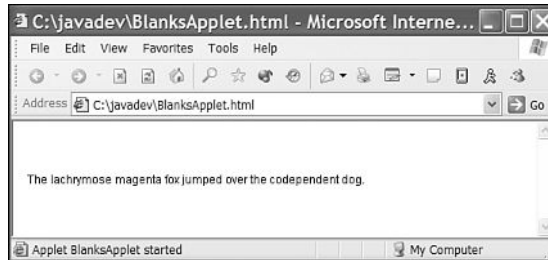 C:\javadev\BlanksApplet.html - Microsoft Interne...
File Edit View Favorites Tools Help
Address C:\javadev\BlanksApplet.html Go
The lachrymose magenta fox jumped over the codependent dog.
Applet BlanksApplet started My Computer